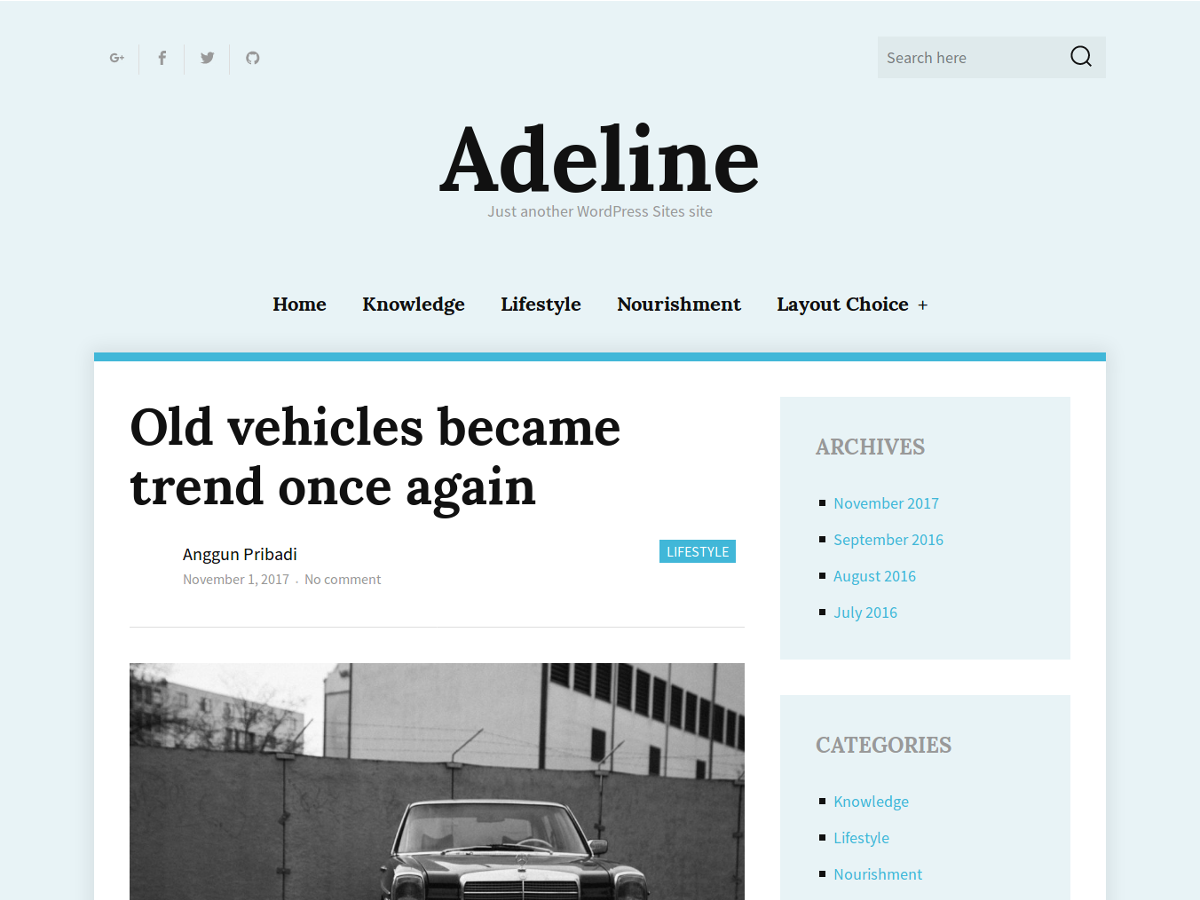 G+
Search here
Adeline
Just another WordPress Sites site
Home Knowledge Lifestyle Nourishment Layout Choice +
Old vehicles became
trend once again
Anggun Pribadi
LIFESTYLE
November 1, 2017 . No comment
ARCHIVES
November 2017
September 2016
August 2016
July 2016
CATEGORIES
Knowledge
Lifestyle
Nourishment